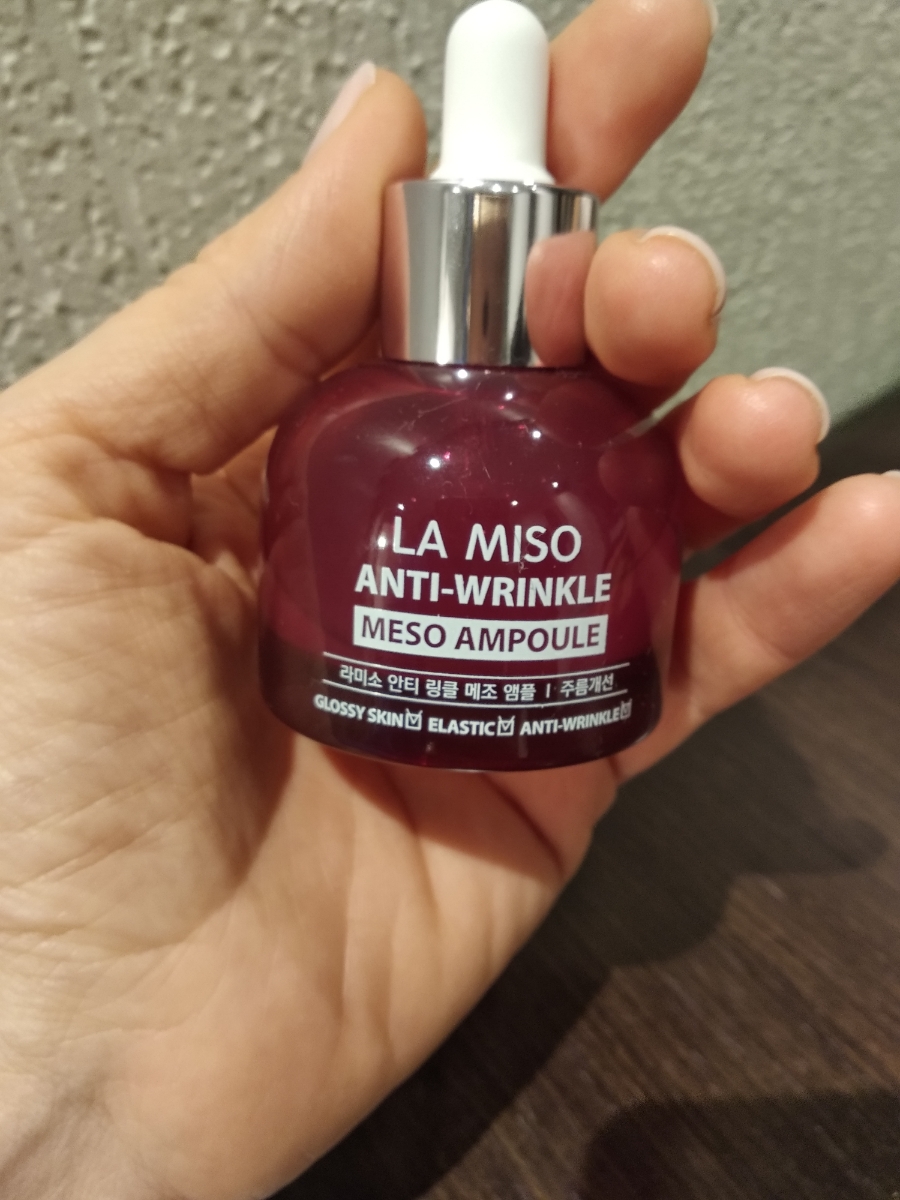 LA MISO
ANTI-WRINKLE
MESO AMPOULE
라미소 안티 링클 메조 앰플 | 주름개선
GLOSSY SKIN☑ ELASTIC☑ ANTI-WRINKLE☑